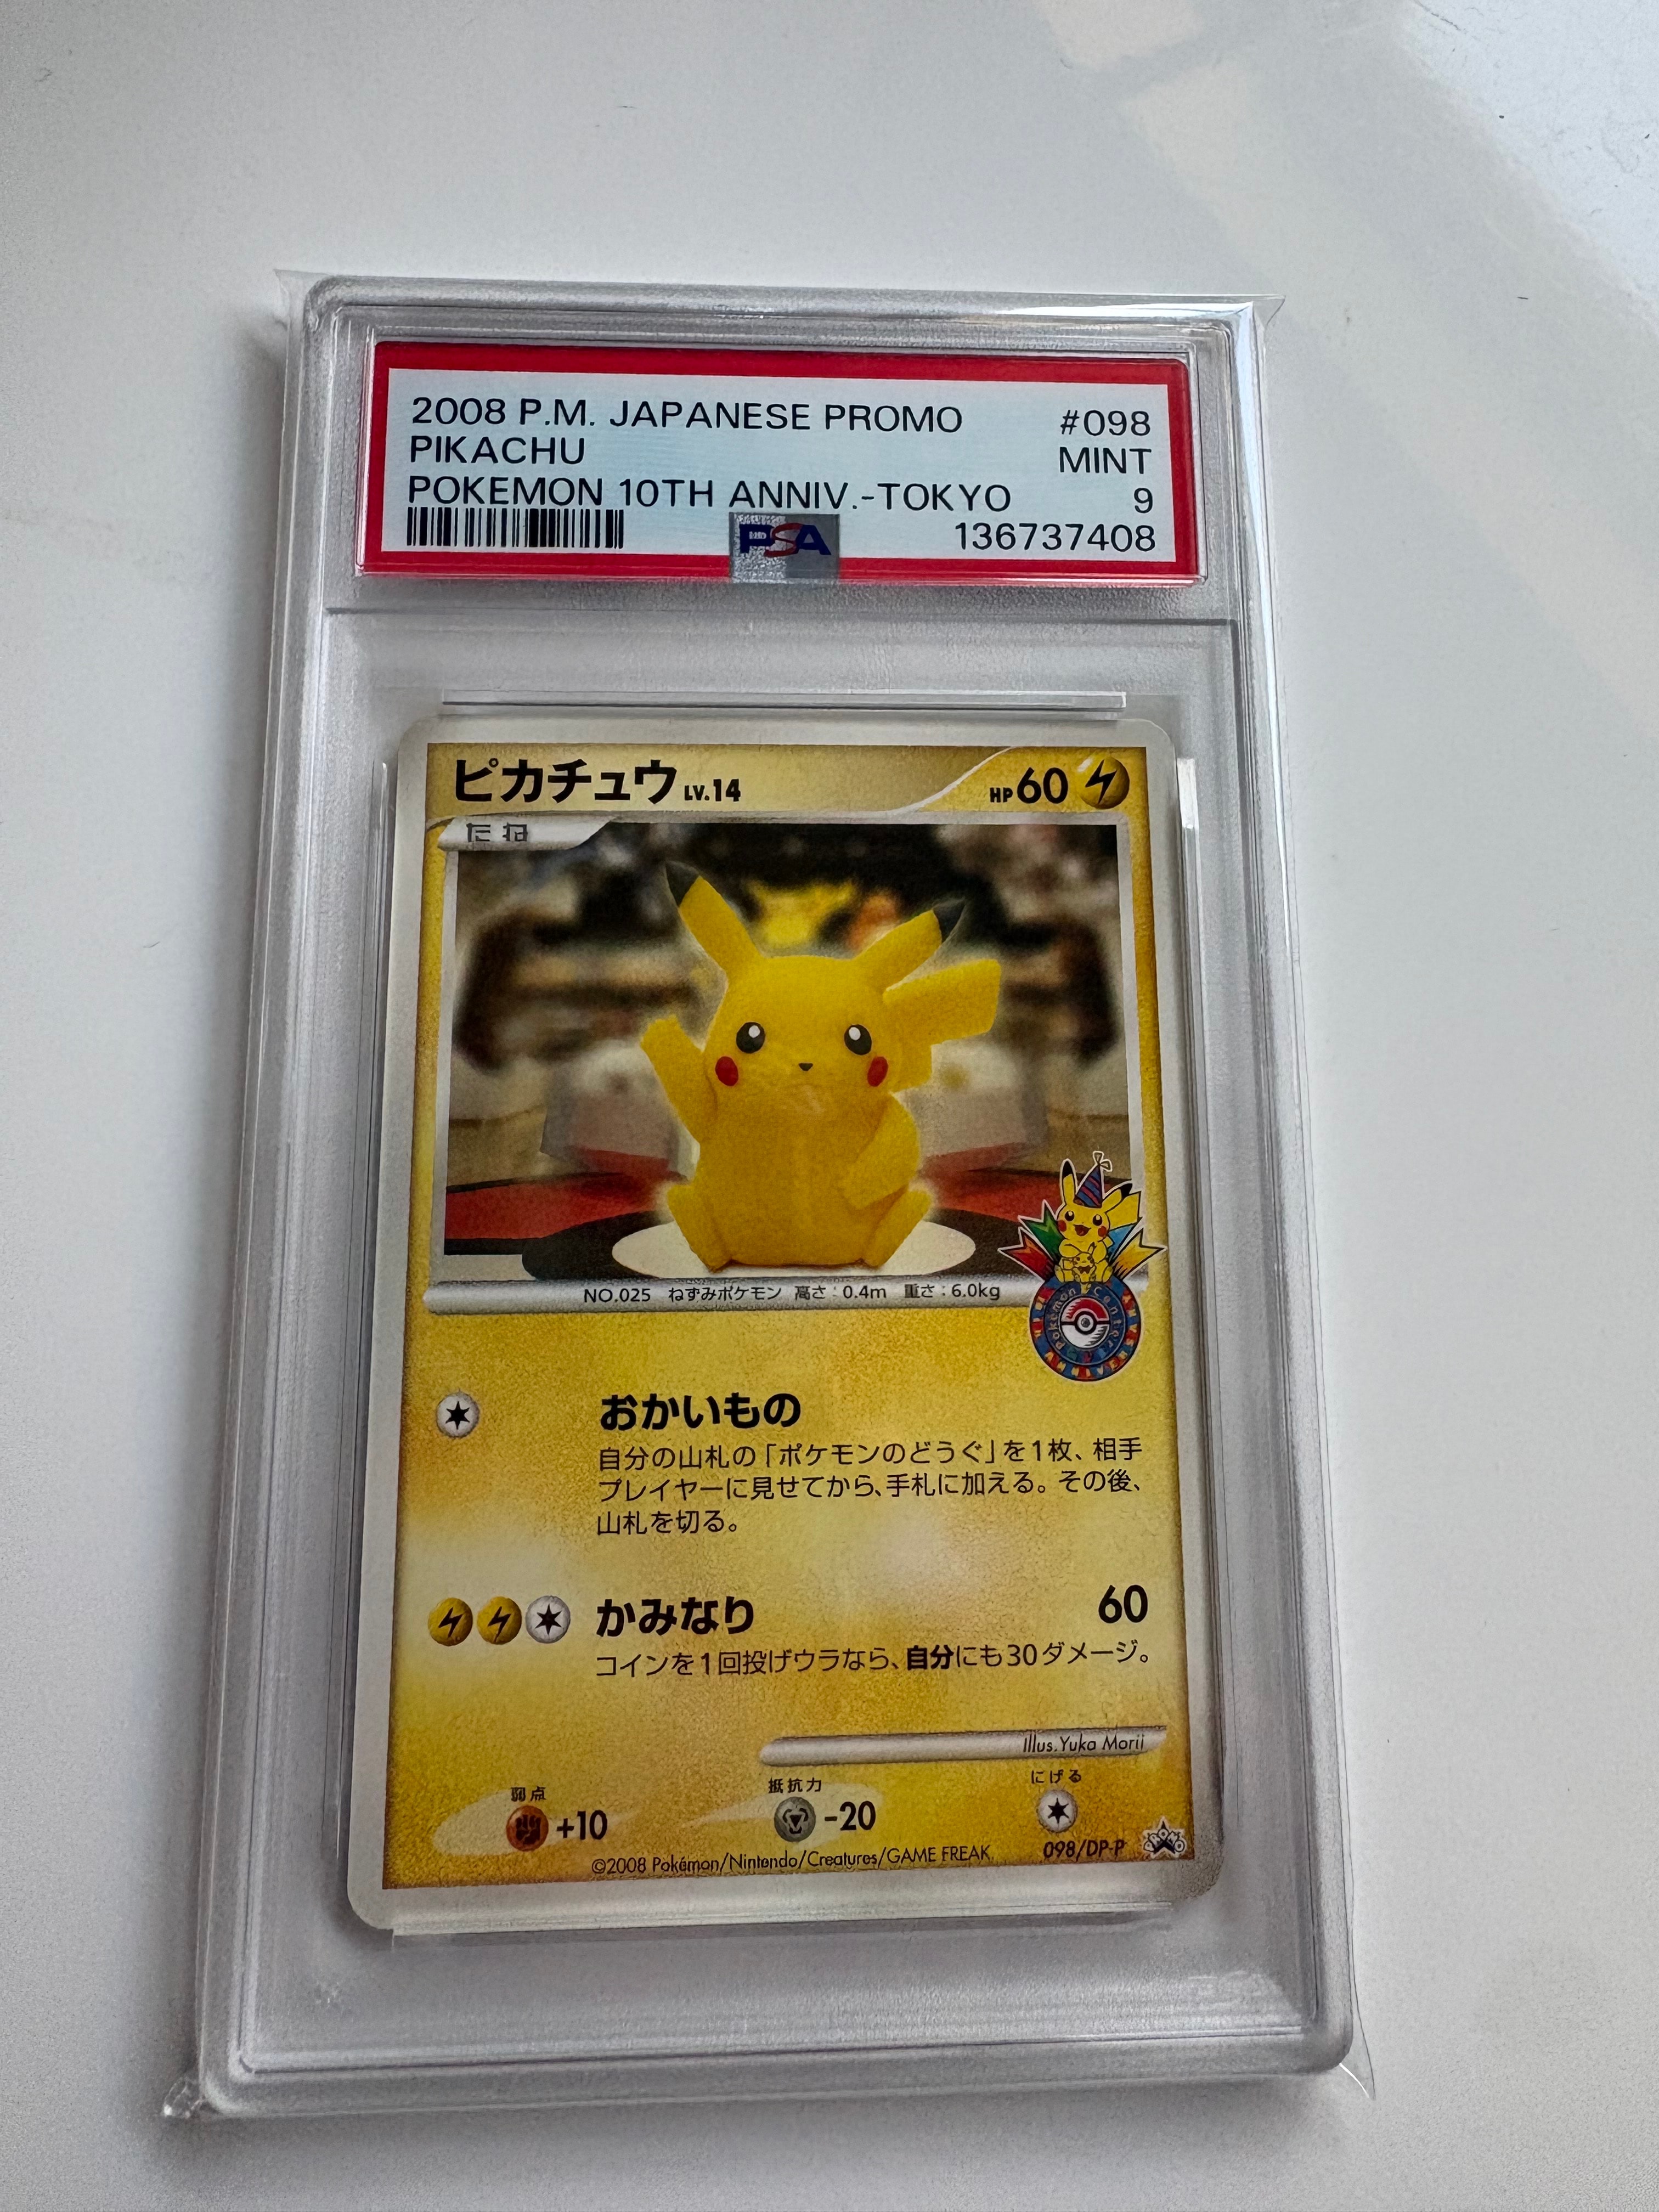 2008 P.M. JAPANESE PROMO #098
PIKACHU MINT
POKEMON 10TH ANNIV.-TOKYO 9
PSA 136737408
ピカチュウ LV.14 HP 60
たね
NO.025 ねずみポケモン 高さ:0.4m 重さ:6.0kg
Pokémon Center
10TH ANNIVERSARY
おかいもの
自分の山札の「ポケモンのどうぐ」を1枚、相手
プレイヤーに見せてから、手札に加える。その後、
山札を切る。
かみなり 60
コインを1回投げウラなら、自分にも30ダメージ。
Illus.Yuka Morii
弱点 抵抗力 にげる
+10 -20
©2008 Pokémon/Nintendo/Creatures/GAME FREAK. 098/DP-P PROMO